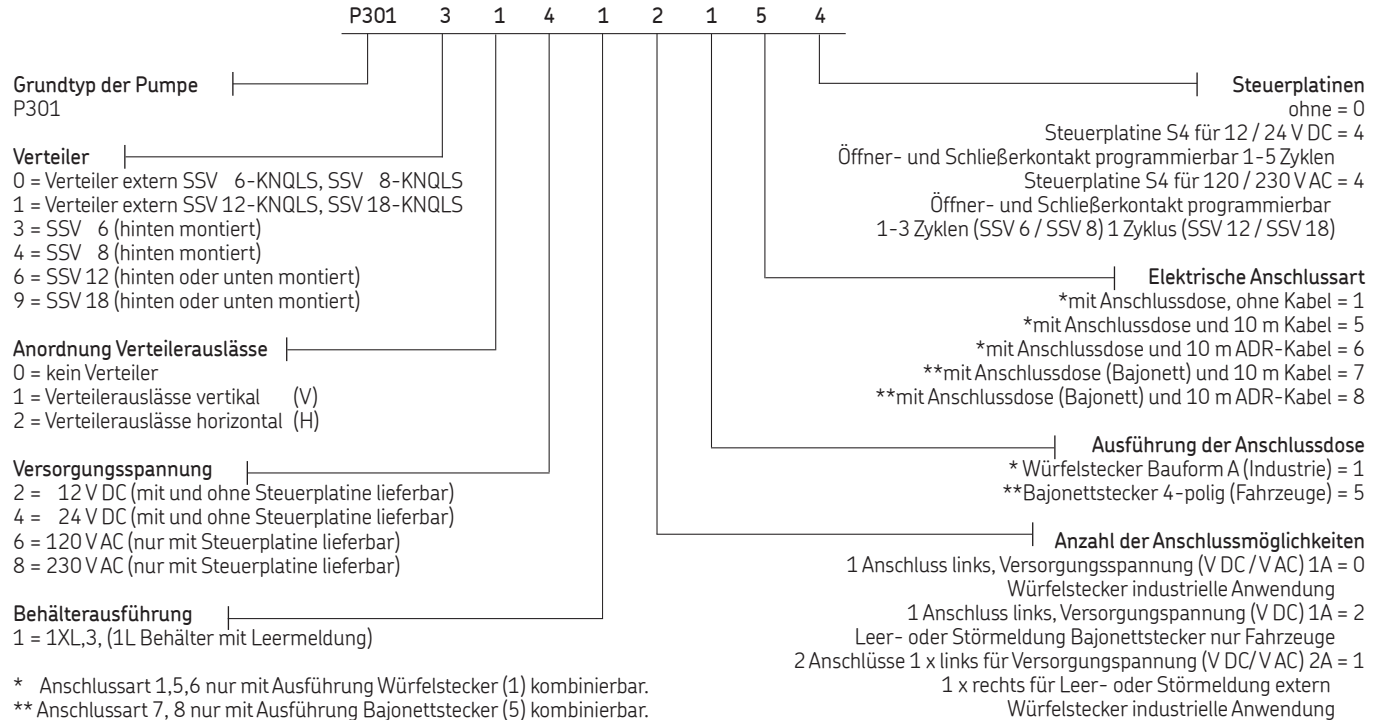 P301 3 1 4 1 2 1 5 4
Grundtyp der Pumpe
P301
Verteiler
0 = Verteiler extern SSV 6-KNQLS, SSV 8-KNQLS
1 = Verteiler extern SSV 12-KNQLS, SSV 18-KNQLS
3 = SSV 6 (hinten montiert)
4 = SSV 8 (hinten montiert)
6 = SSV 12 (hinten oder unten montiert)
9 = SSV 18 (hinten oder unten montiert)
Anordnung Verteilerauslässe
0 = kein Verteiler
1 = Verteilerauslässe vertikal (V)
2 = Verteilerauslässe horizontal (H)
Versorgungsspannung
2 = 12 V DC (mit und ohne Steuerplatine lieferbar)
4 = 24 V DC (mit und ohne Steuerplatine lieferbar)
6 = 120 V AC (nur mit Steuerplatine lieferbar)
8 = 230 V AC (nur mit Steuerplatine lieferbar)
Behälterausführung
1 = 1XL,3, (1L Behälter mit Leermeldung)
* Anschlussart 1,5,6 nur mit Ausführung Würfelstecker (1) kombinierbar.
** Anschlussart 7, 8 nur mit Ausführung Bajonettstecker (5) kombinierbar.
Steuerplatinen
ohne = 0
Steuerplatine S4 für 12 / 24 V DC = 4
Öffner- und Schließerkontakt programmierbar 1-5 Zyklen
Steuerplatine S4 für 120 / 230 V AC = 4
Öffner- und Schließerkontakt programmierbar
1-3 Zyklen (SSV 6 / SSV 8) 1 Zyklus (SSV 12 / SSV 18)
Elektrische Anschlussart
*mit Anschlussdose, ohne Kabel = 1
*mit Anschlussdose und 10 m Kabel = 5
*mit Anschlussdose und 10 m ADR-Kabel = 6
**mit Anschlussdose (Bajonett) und 10 m Kabel = 7
**mit Anschlussdose (Bajonett) und 10 m ADR-Kabel = 8
Ausführung der Anschlussdose
* Würfelstecker Bauform A (Industrie) = 1
**Bajonettstecker 4-polig (Fahrzeuge) = 5
Anzahl der Anschlussmöglichkeiten
1 Anschluss links, Versorgungsspannung (V DC / V AC) 1A = 0
Würfelstecker industrielle Anwendung
1 Anschluss links, Versorgungspannung (V DC) 1A = 2
Leer- oder Störmeldung Bajonettstecker nur Fahrzeuge
2 Anschlüsse 1 x links für Versorgungspannung (V DC/ V AC) 2A = 1
1 x rechts für Leer- oder Störmeldung extern
Würfelstecker industrielle Anwendung